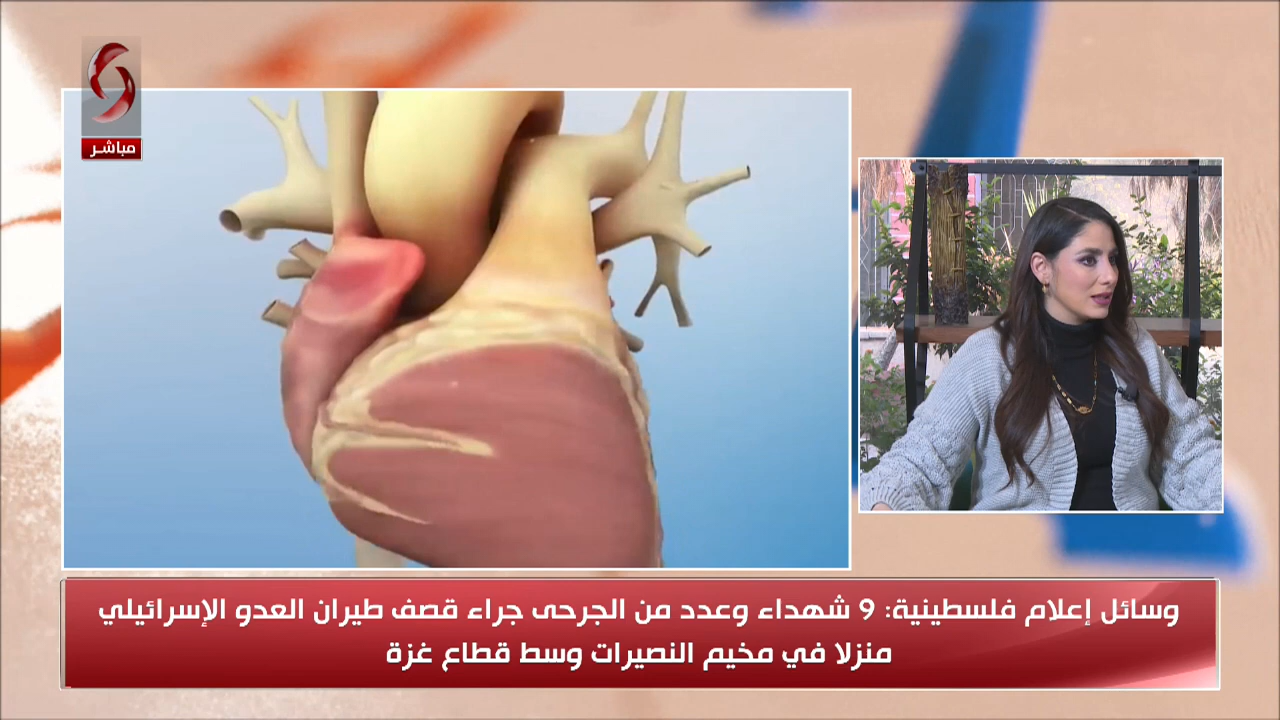 مباشر
وسائل إعلام فلسطينية: 9 شهداء وعدد من الجرحى جراء قصف طيران العدو الإسرائيلي
منزلا في مخيم النصيرات وسط قطاع غزة